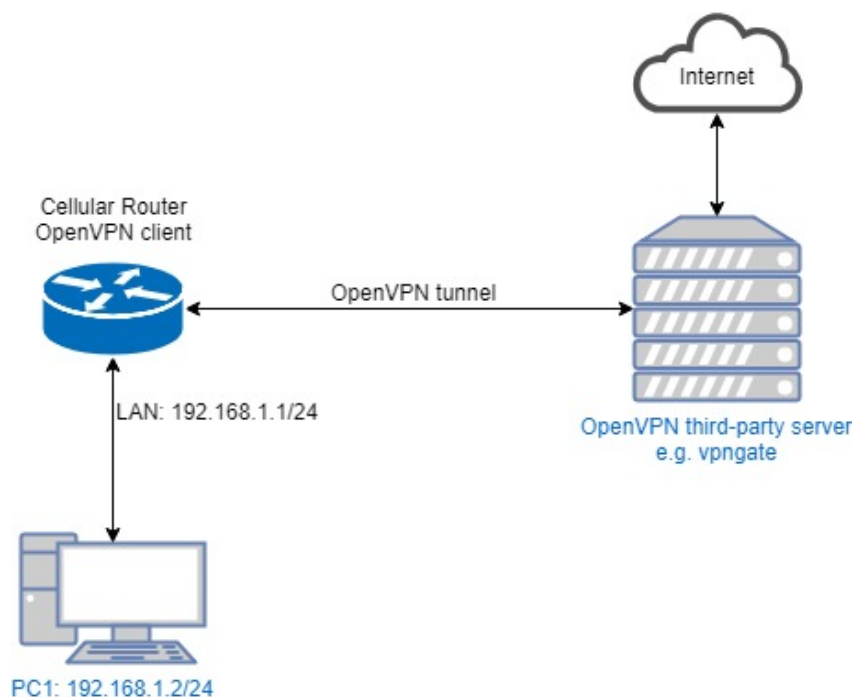 Internet
Cellular Router
OpenVPN client
OpenVPN tunnel
LAN: 192.168.1.1/24
OpenVPN third-party server
e.g. vpngate
PC1: 192.168.1.2/24